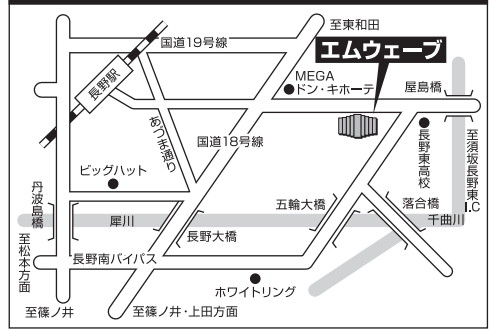 至東和田
国道19号線
エムウェーブ
長野駅
MEGA
ドン・キホーテ
屋島橋
あづま通り
国道18号線
長野東高校
至須坂長野東I.C
ビッグハット
丹波島橋
五輪大橋
落合橋
犀川
長野大橋
千曲川
至松本方面
長野南バイパス
ホワイトリング
至篠ノ井
至篠ノ井・上田方面